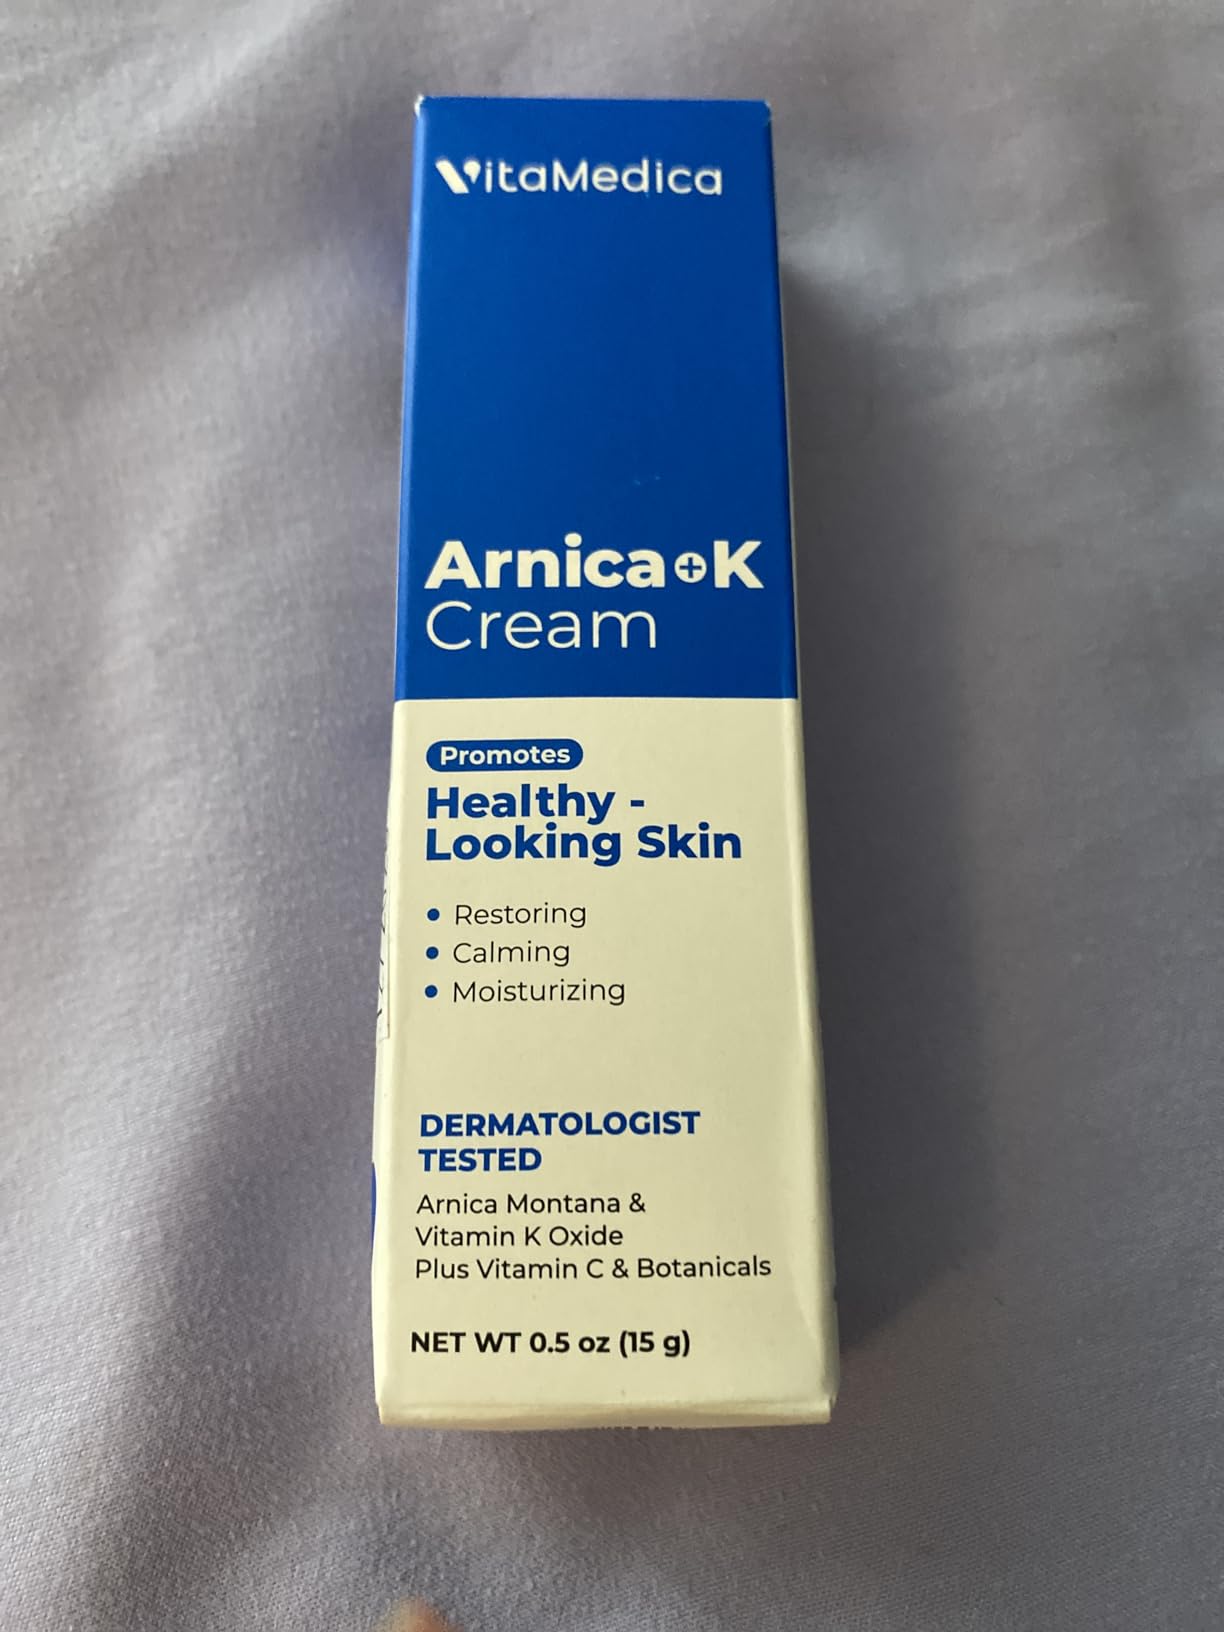 VitaMedica
Arnica+K
Cream
Promotes
Healthy -
Looking Skin
• Restoring
• Calming
• Moisturizing
DERMATOLOGIST
TESTED
Arnica Montana &
Vitamin K Oxide
Plus Vitamin C & Botanicals
NET WT 0.5 oz (15 g)